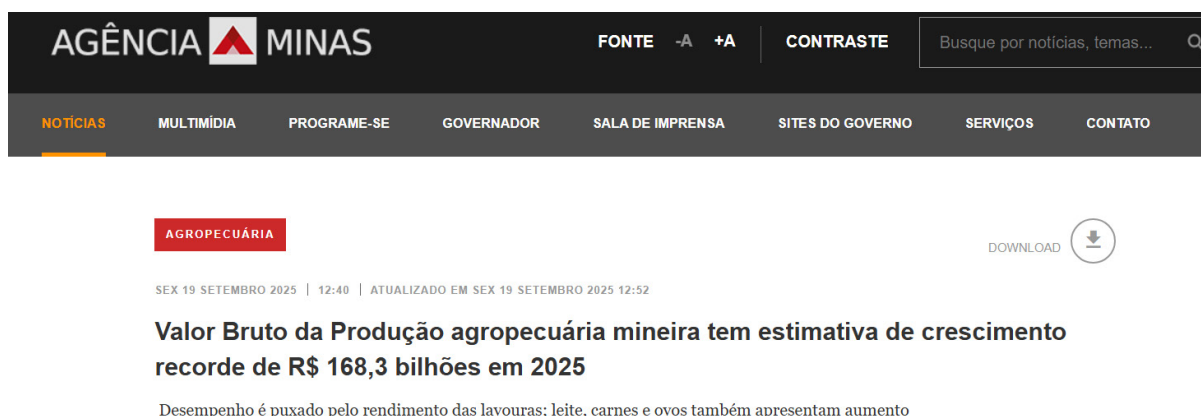 AGÊNCIA MINAS
FONTE -A +A CONTRASTE Busque por notícias, temas...
NOTÍCIAS MULTIMÍDIA PROGRAME-SE GOVERNADOR SALA DE IMPRENSA SITES DO GOVERNO SERVIÇOS CONTATO
AGROPECUÁRIA
DOWNLOAD
SEX 19 SETEMBRO 2025 | 12:40 | ATUALIZADO EM SEX 19 SETEMBRO 2025 12:52
Valor Bruto da Produção agropecuária mineira tem estimativa de crescimento
recorde de R$ 168,3 bilhões em 2025
Desempenho é puxado pelo rendimento das lavouras; leite, carnes e ovos também apresentam aumento